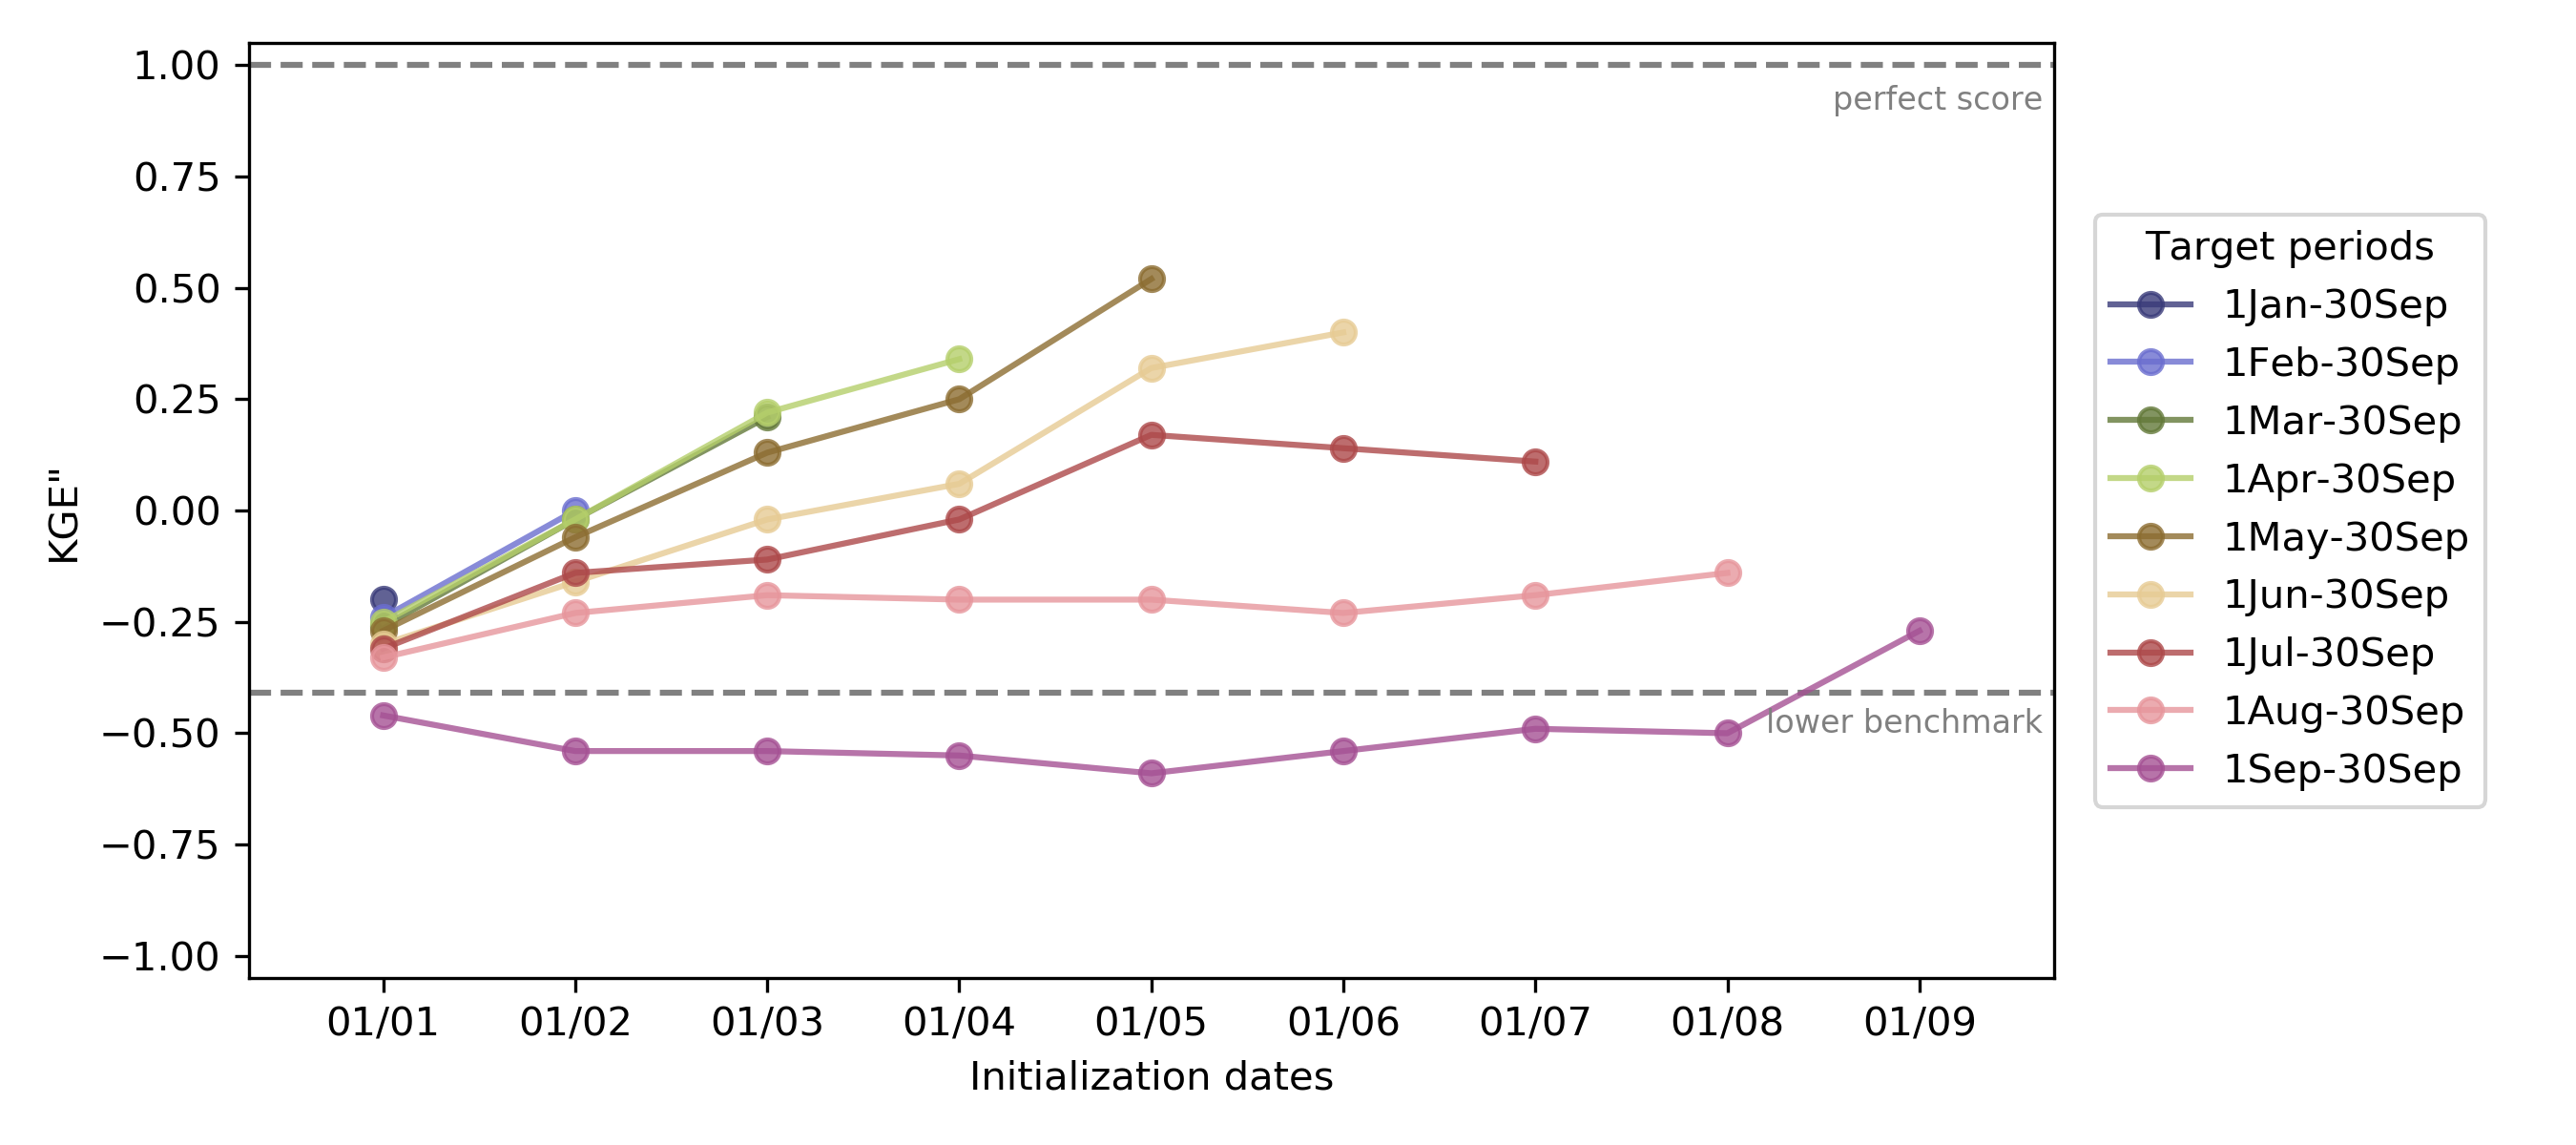 1.00
0.75
0.50
0.25
0.00
−0.25
−0.50
−0.75
−1.00
KGE"
perfect score
lower benchmark
01/01 01/02 01/03 01/04 01/05 01/06 01/07 01/08 01/09
Initialization dates
Target periods
1Jan-30Sep
1Feb-30Sep
1Mar-30Sep
1Apr-30Sep
1May-30Sep
1Jun-30Sep
1Jul-30Sep
1Aug-30Sep
1Sep-30Sep